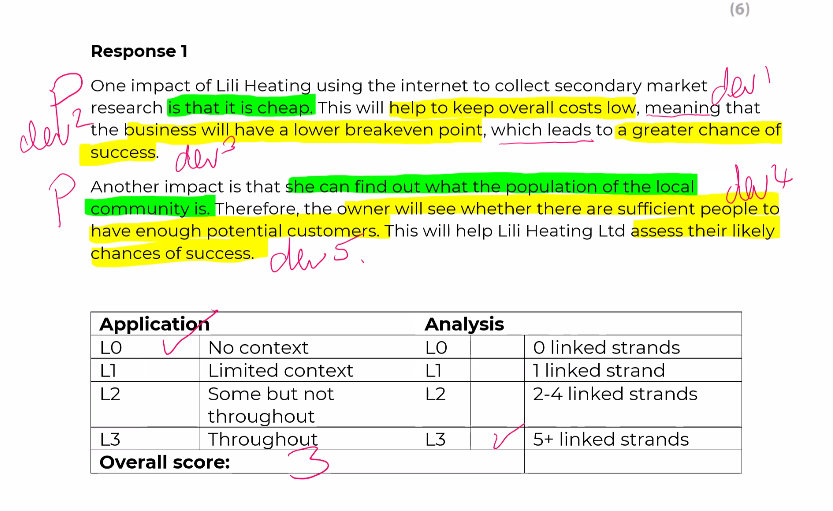 (6)
Response 1
P One impact of Lili Heating using the internet to collect secondary market dev 1
research is that it is cheap. This will help to keep overall costs low, meaning that
dev 2 the business will have a lower breakeven point, which leads to a greater chance of
success. dev 3
P Another impact is that she can find out what the population of the local dev 4
community is. Therefore, the owner will see whether there are sufficient people to
have enough potential customers. This will help Lili Heating Ltd assess their likely
chances of success. dev 5.
Application Analysis
L0 ✓ No context L0 0 linked strands
L1 Limited context L1 1 linked strand
L2 Some but not L2 2-4 linked strands
throughout
L3 Throughout L3 ✓ 5+ linked strands
Overall score: 3